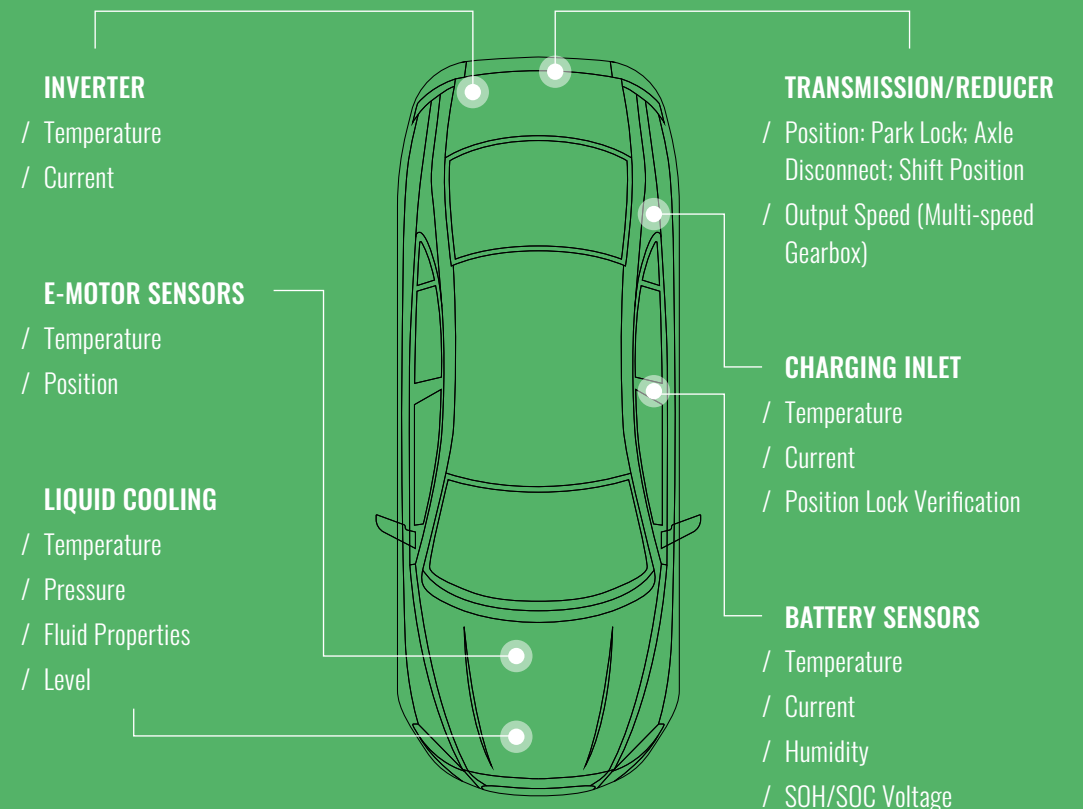 INVERTER
/ Temperature
/ Current
E-MOTOR SENSORS
/ Temperature
/ Position
LIQUID COOLING
/ Temperature
/ Pressure
/ Fluid Properties
/ Level
TRANSMISSION/REDUCER
/ Position: Park Lock; Axle
Disconnect; Shift Position
/ Output Speed (Multi-speed
Gearbox)
CHARGING INLET
/ Temperature
/ Current
/ Position Lock Verification
BATTERY SENSORS
/ Temperature
/ Current
/ Humidity
/ SOH/SOC Voltage